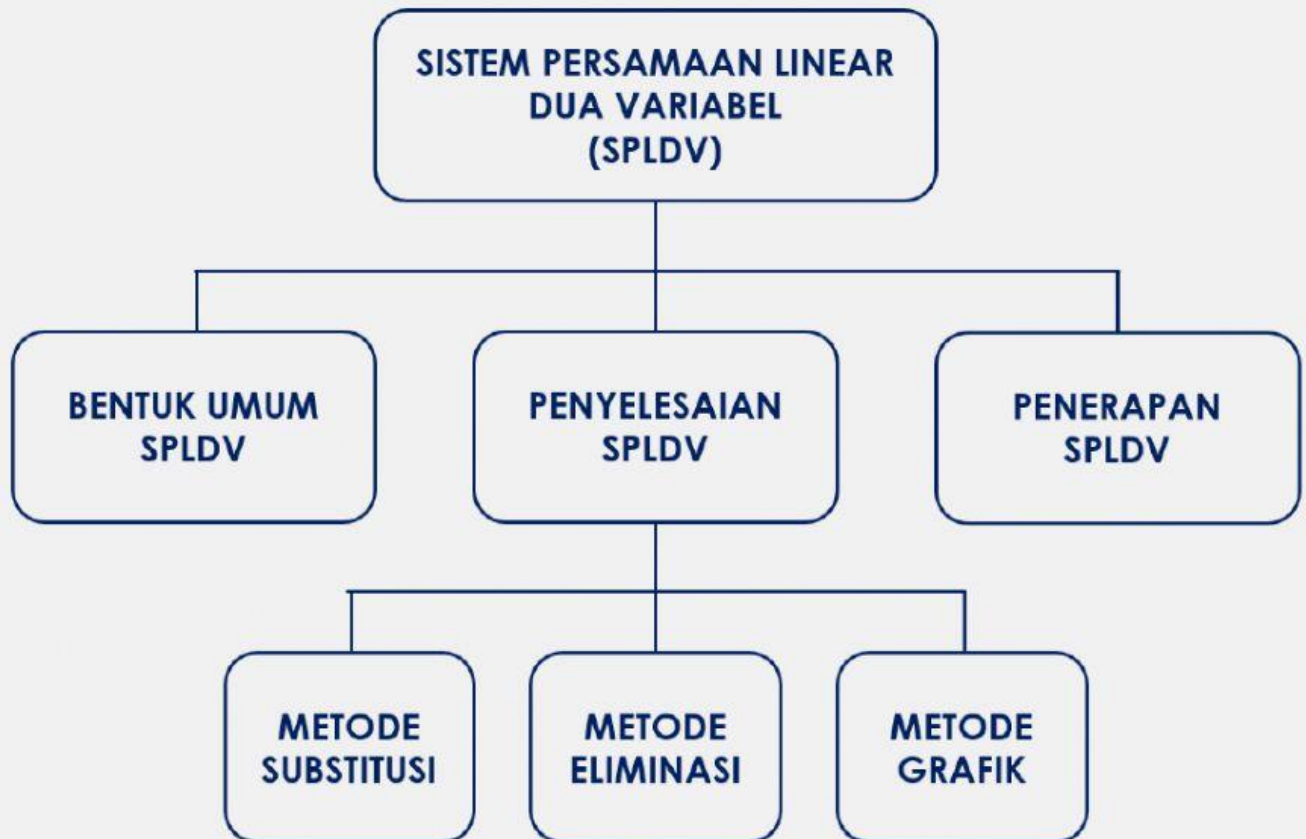 SISTEM PERSAMAAN LINEAR
DUA VARIABEL
(SPLDV)
BENTUK UMUM
SPLDV
PENYELESAIAN
SPLDV
PENERAPAN
SPLDV
METODE
SUBSTITUSI
METODE
ELIMINASI
METODE
GRAFIK